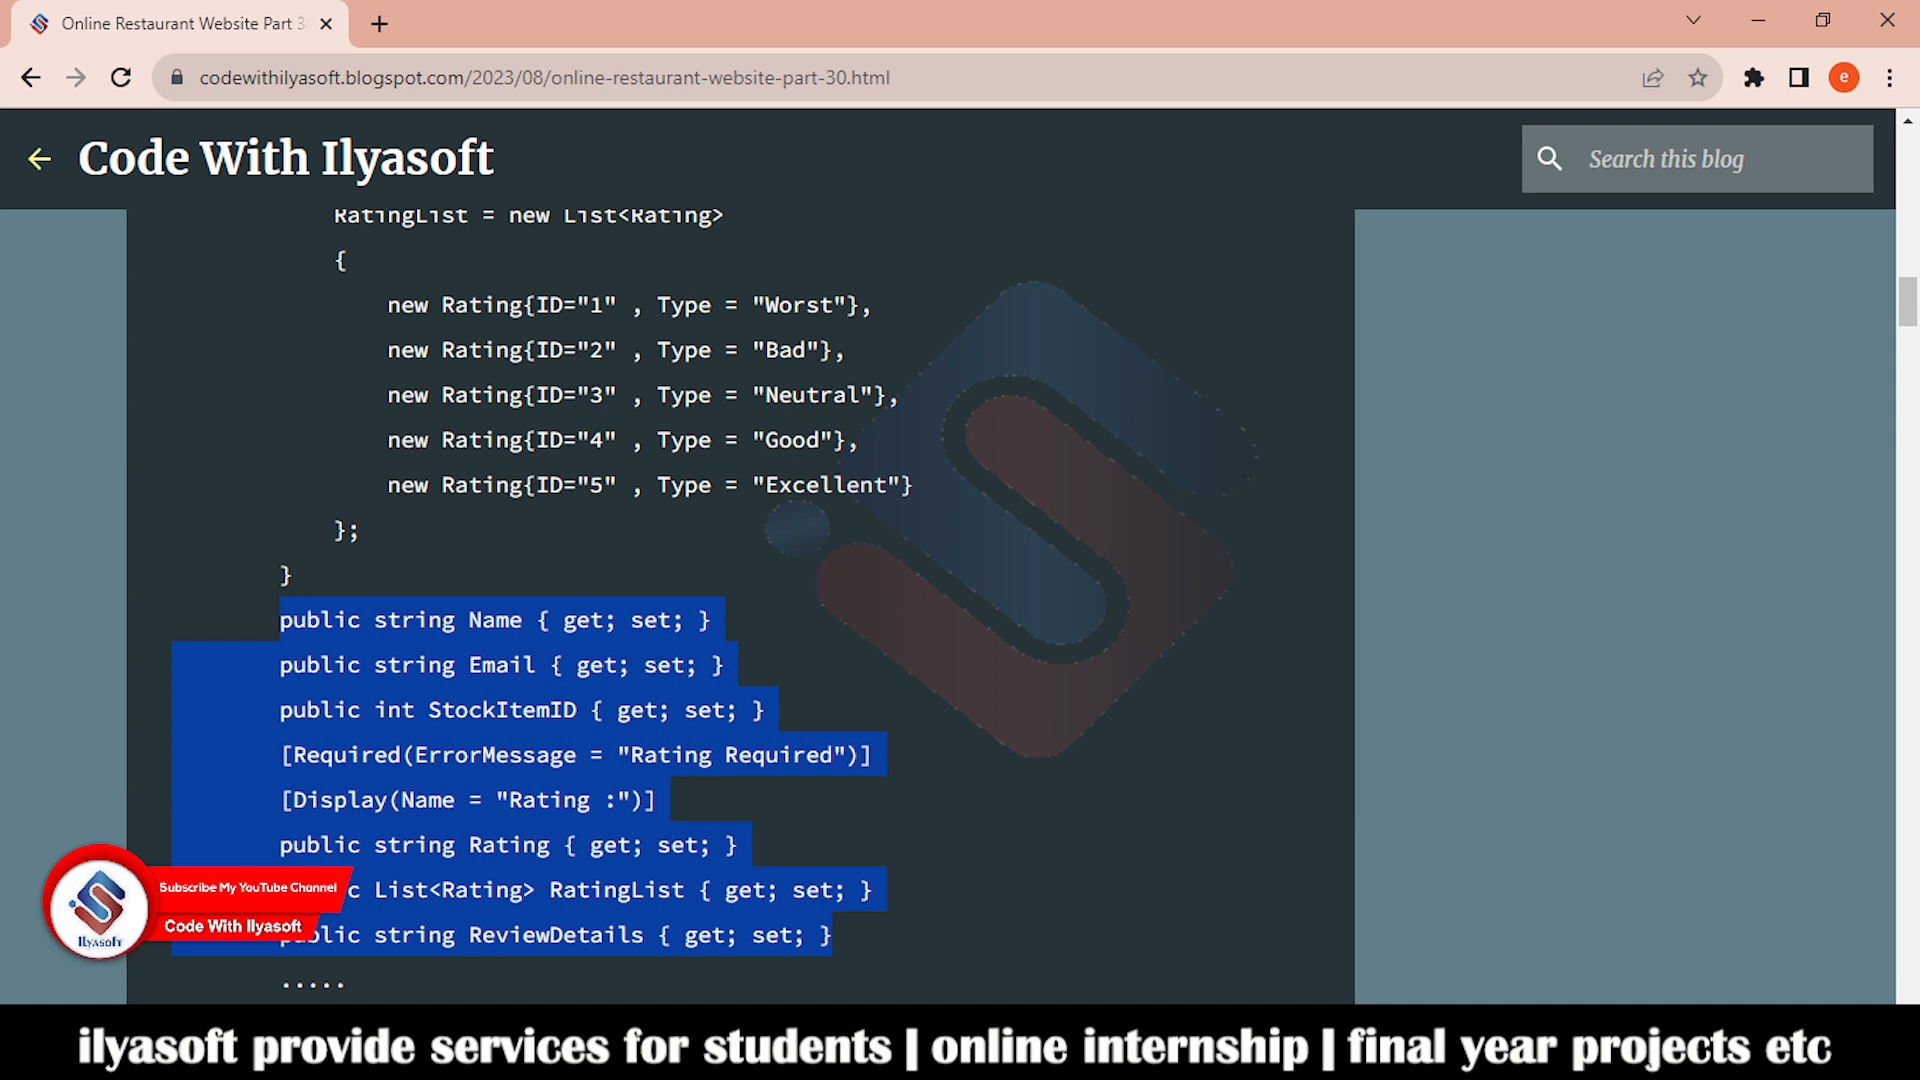 Online Restaurant Website Part 3
codewithilyasoft.blogspot.com/2023/08/online-restaurant-website-part-30.html
e
Code With Ilyasoft
Search this blog
RatingList = new List<Rating>
{
new Rating{ID="1" , Type = "Worst"},
new Rating{ID="2" , Type = "Bad"},
new Rating{ID="3" , Type = "Neutral"},
new Rating{ID="4" , Type = "Good"},
new Rating{ID="5" , Type = "Excellent"}
};
}
public string Name { get; set; }
public string Email { get; set; }
public int StockItemID { get; set; }
[Required(ErrorMessage = "Rating Required")]
[Display(Name = "Rating :")]
public string Rating { get; set; }
c List<Rating> RatingList { get; set; }
public string ReviewDetails { get; set; }
.....
Subscribe My YouTube Channel
Code With Ilyasoft
Ilyasoft
ilyasoft provide services for students | online internship | final year projects etc